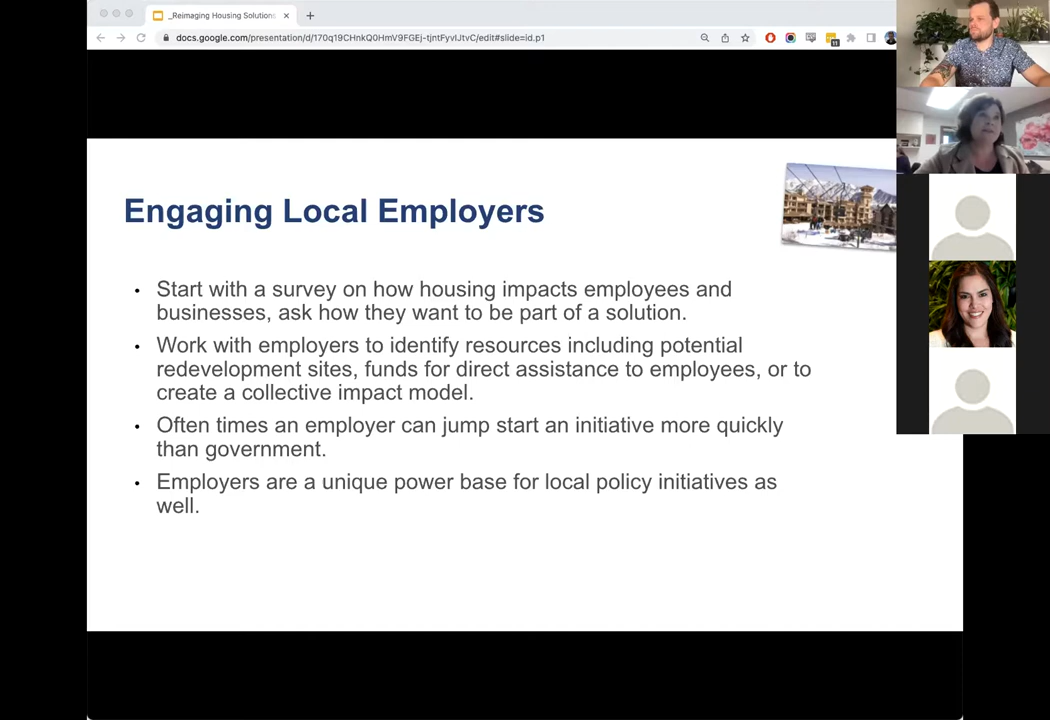 _Reimaging Housing Solutions
docs.google.com/presentation/d/170q19CHnkQ0HmV9FGEj-tjntFyvIJtvC/edit#slide=id.p1
11
Engaging Local Employers
• Start with a survey on how housing impacts employees and
businesses, ask how they want to be part of a solution.
• Work with employers to identify resources including potential
redevelopment sites, funds for direct assistance to employees, or to
create a collective impact model.
• Often times an employer can jump start an initiative more quickly
than government.
• Employers are a unique power base for local policy initiatives as
well.